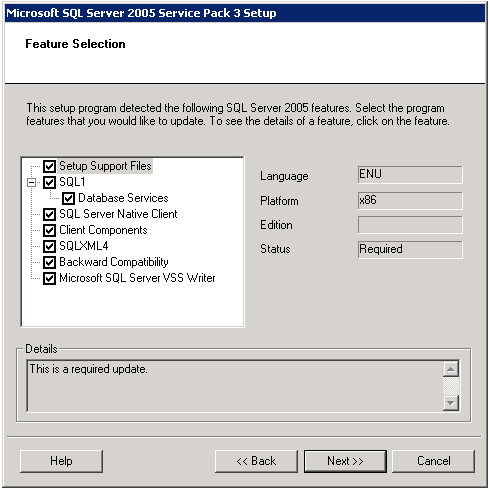 Microsoft SQL Server 2005 Service Pack 3 Setup
Feature Selection
This setup program detected the following SQL Server 2005 features. Select the program
features that you would like to update. To see the details of a feature, click on the feature.
Setup Support Files
SQL1
Database Services
SQL Server Native Client
Client Components
SQLXML4
Backward Compatibility
Microsoft SQL Server VSS Writer
Language ENU
Platform x86
Edition
Status Required
Details
This is a required update.
Help << Back Next >> Cancel